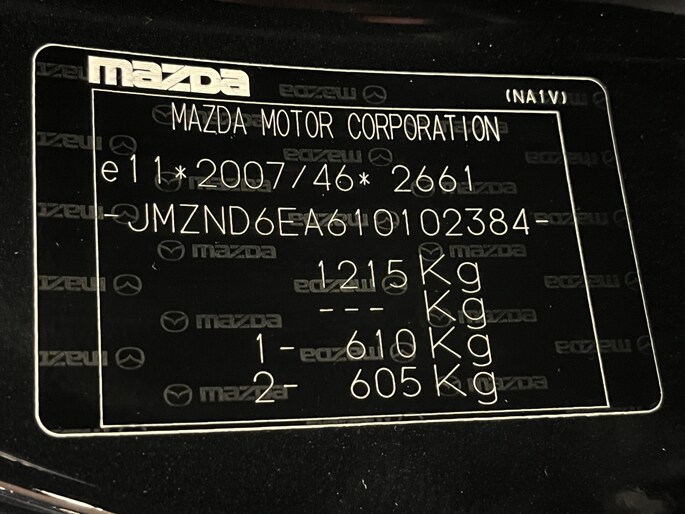 mazda
(NA1V)
MAZDA MOTOR CORPORATION
e11*2007/46* 2661
-JMZND6EA610102384-
1215 Kg
--- Kg
1- 610 Kg
2- 605 Kg